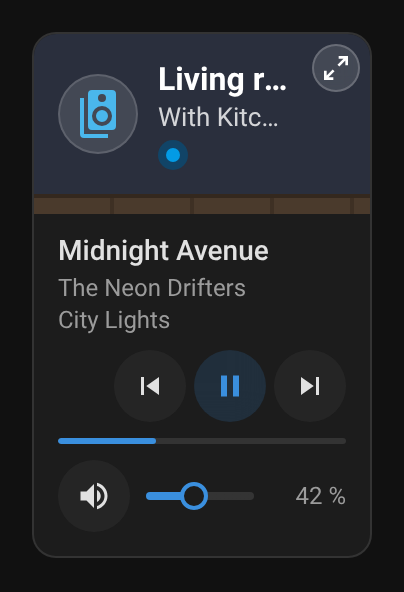 Living r…
With Kitc…
Midnight Avenue
The Neon Drifters
City Lights
42 %